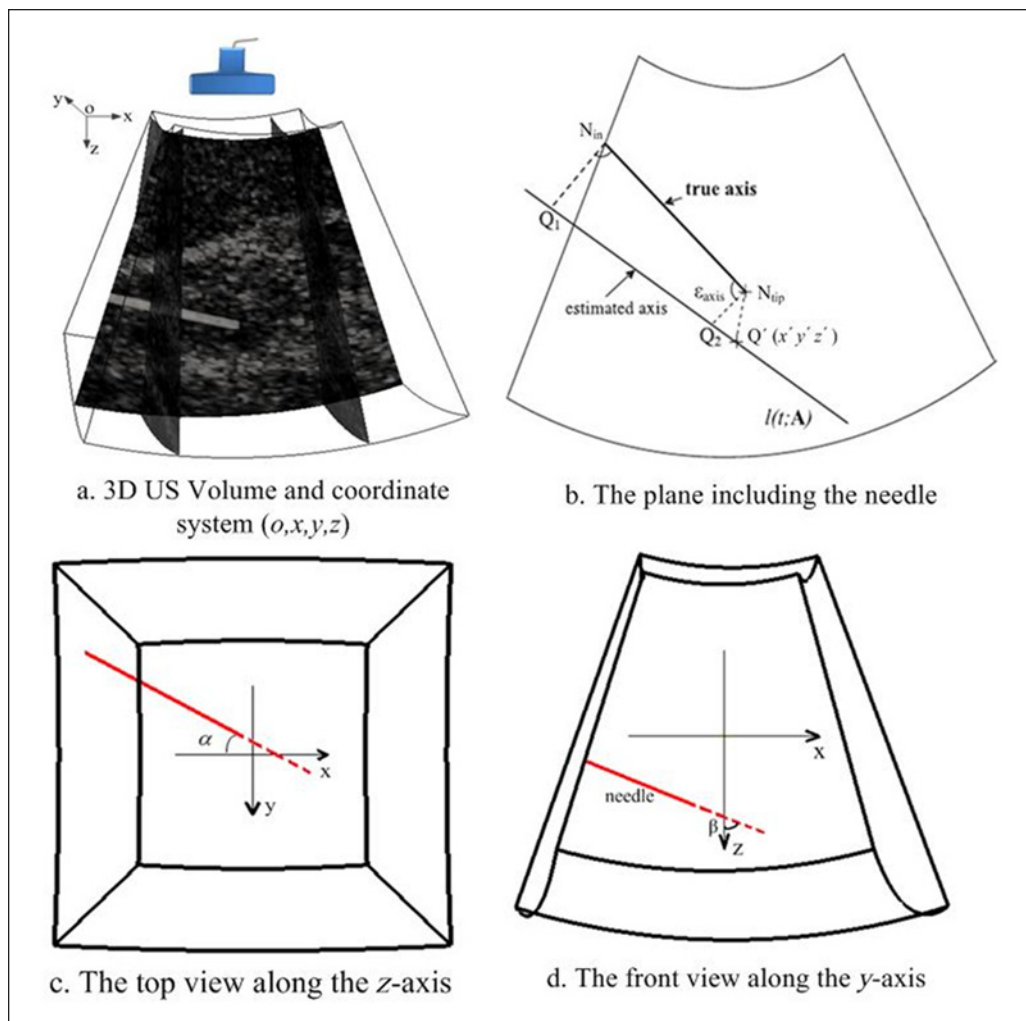 y
o
x
z
a. 3D US Volume and coordinate
system (o,x,y,z)
N_in
true axis
Q_1
ε_axis
N_tip
estimated axis
Q_2
Q´ (x´ y´ z´)
l(t;A)
b. The plane including the needle
α
x
y
c. The top view along the z-axis
x
needle
β
z
d. The front view along the y-axis